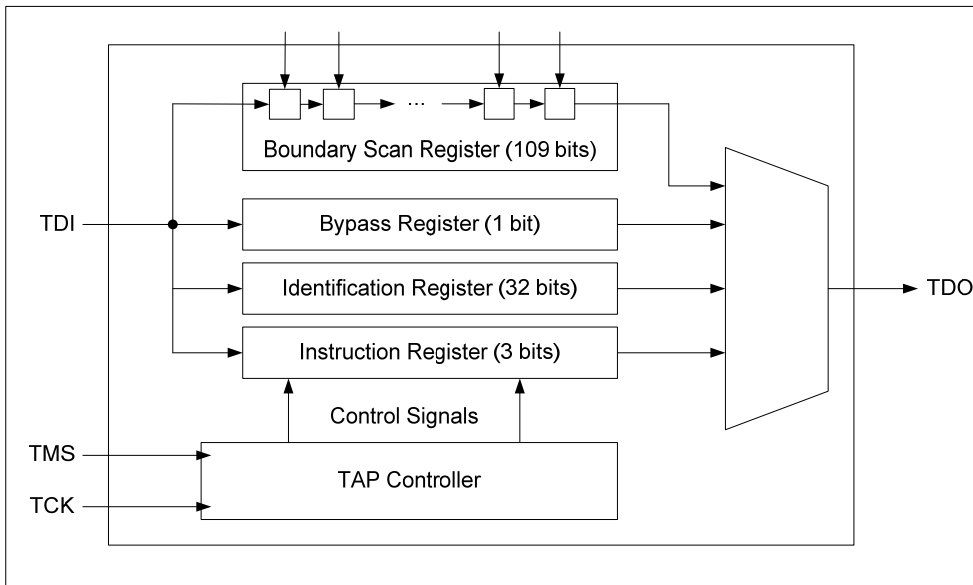 ...
Boundary Scan Register (109 bits)
TDI
Bypass Register (1 bit)
Identification Register (32 bits)
TDO
Instruction Register (3 bits)
Control Signals
TMS
TAP Controller
TCK